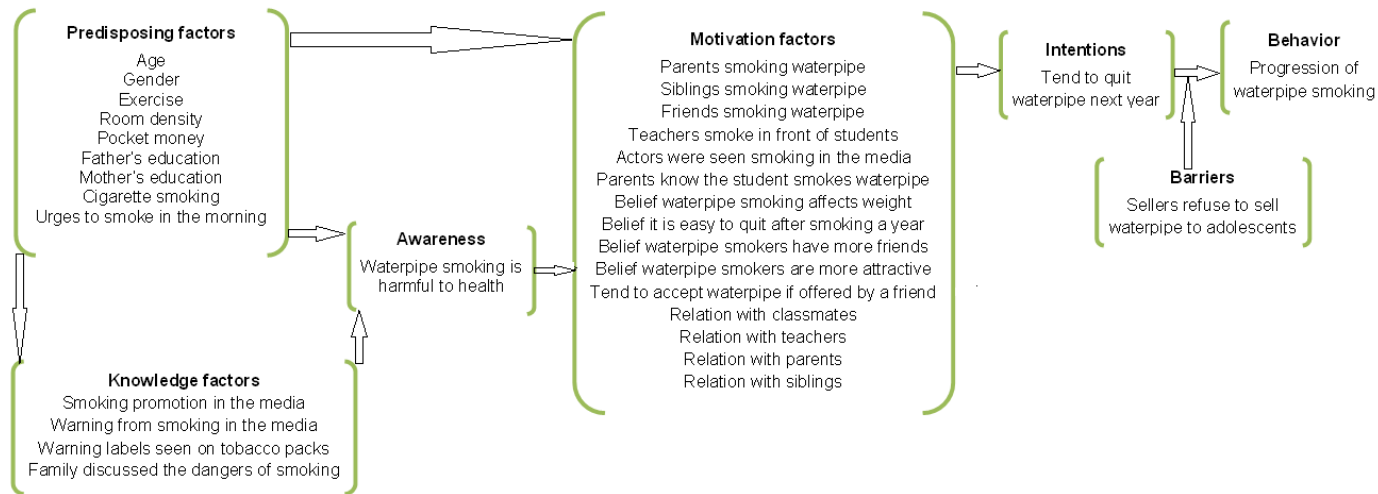 Predisposing factors
Age
Gender
Exercise
Room density
Pocket money
Father's education
Mother's education
Cigarette smoking
Urges to smoke in the morning
Knowledge factors
Smoking promotion in the media
Warning from smoking in the media
Warning labels seen on tobacco packs
Family discussed the dangers of smoking
Awareness
Waterpipe smoking is
harmful to health
Motivation factors
Parents smoking waterpipe
Siblings smoking waterpipe
Friends smoking waterpipe
Teachers smoke in front of students
Actors were seen smoking in the media
Parents know the student smokes waterpipe
Belief waterpipe smoking affects weight
Belief it is easy to quit after smoking a year
Belief waterpipe smokers have more friends
Belief waterpipe smokers are more attractive
Tend to accept waterpipe if offered by a friend
Relation with classmates
Relation with teachers
Relation with parents
Relation with siblings
Intentions
Tend to quit
waterpipe next year
Behavior
Progression of
waterpipe smoking
Barriers
Sellers refuse to sell
waterpipe to adolescents